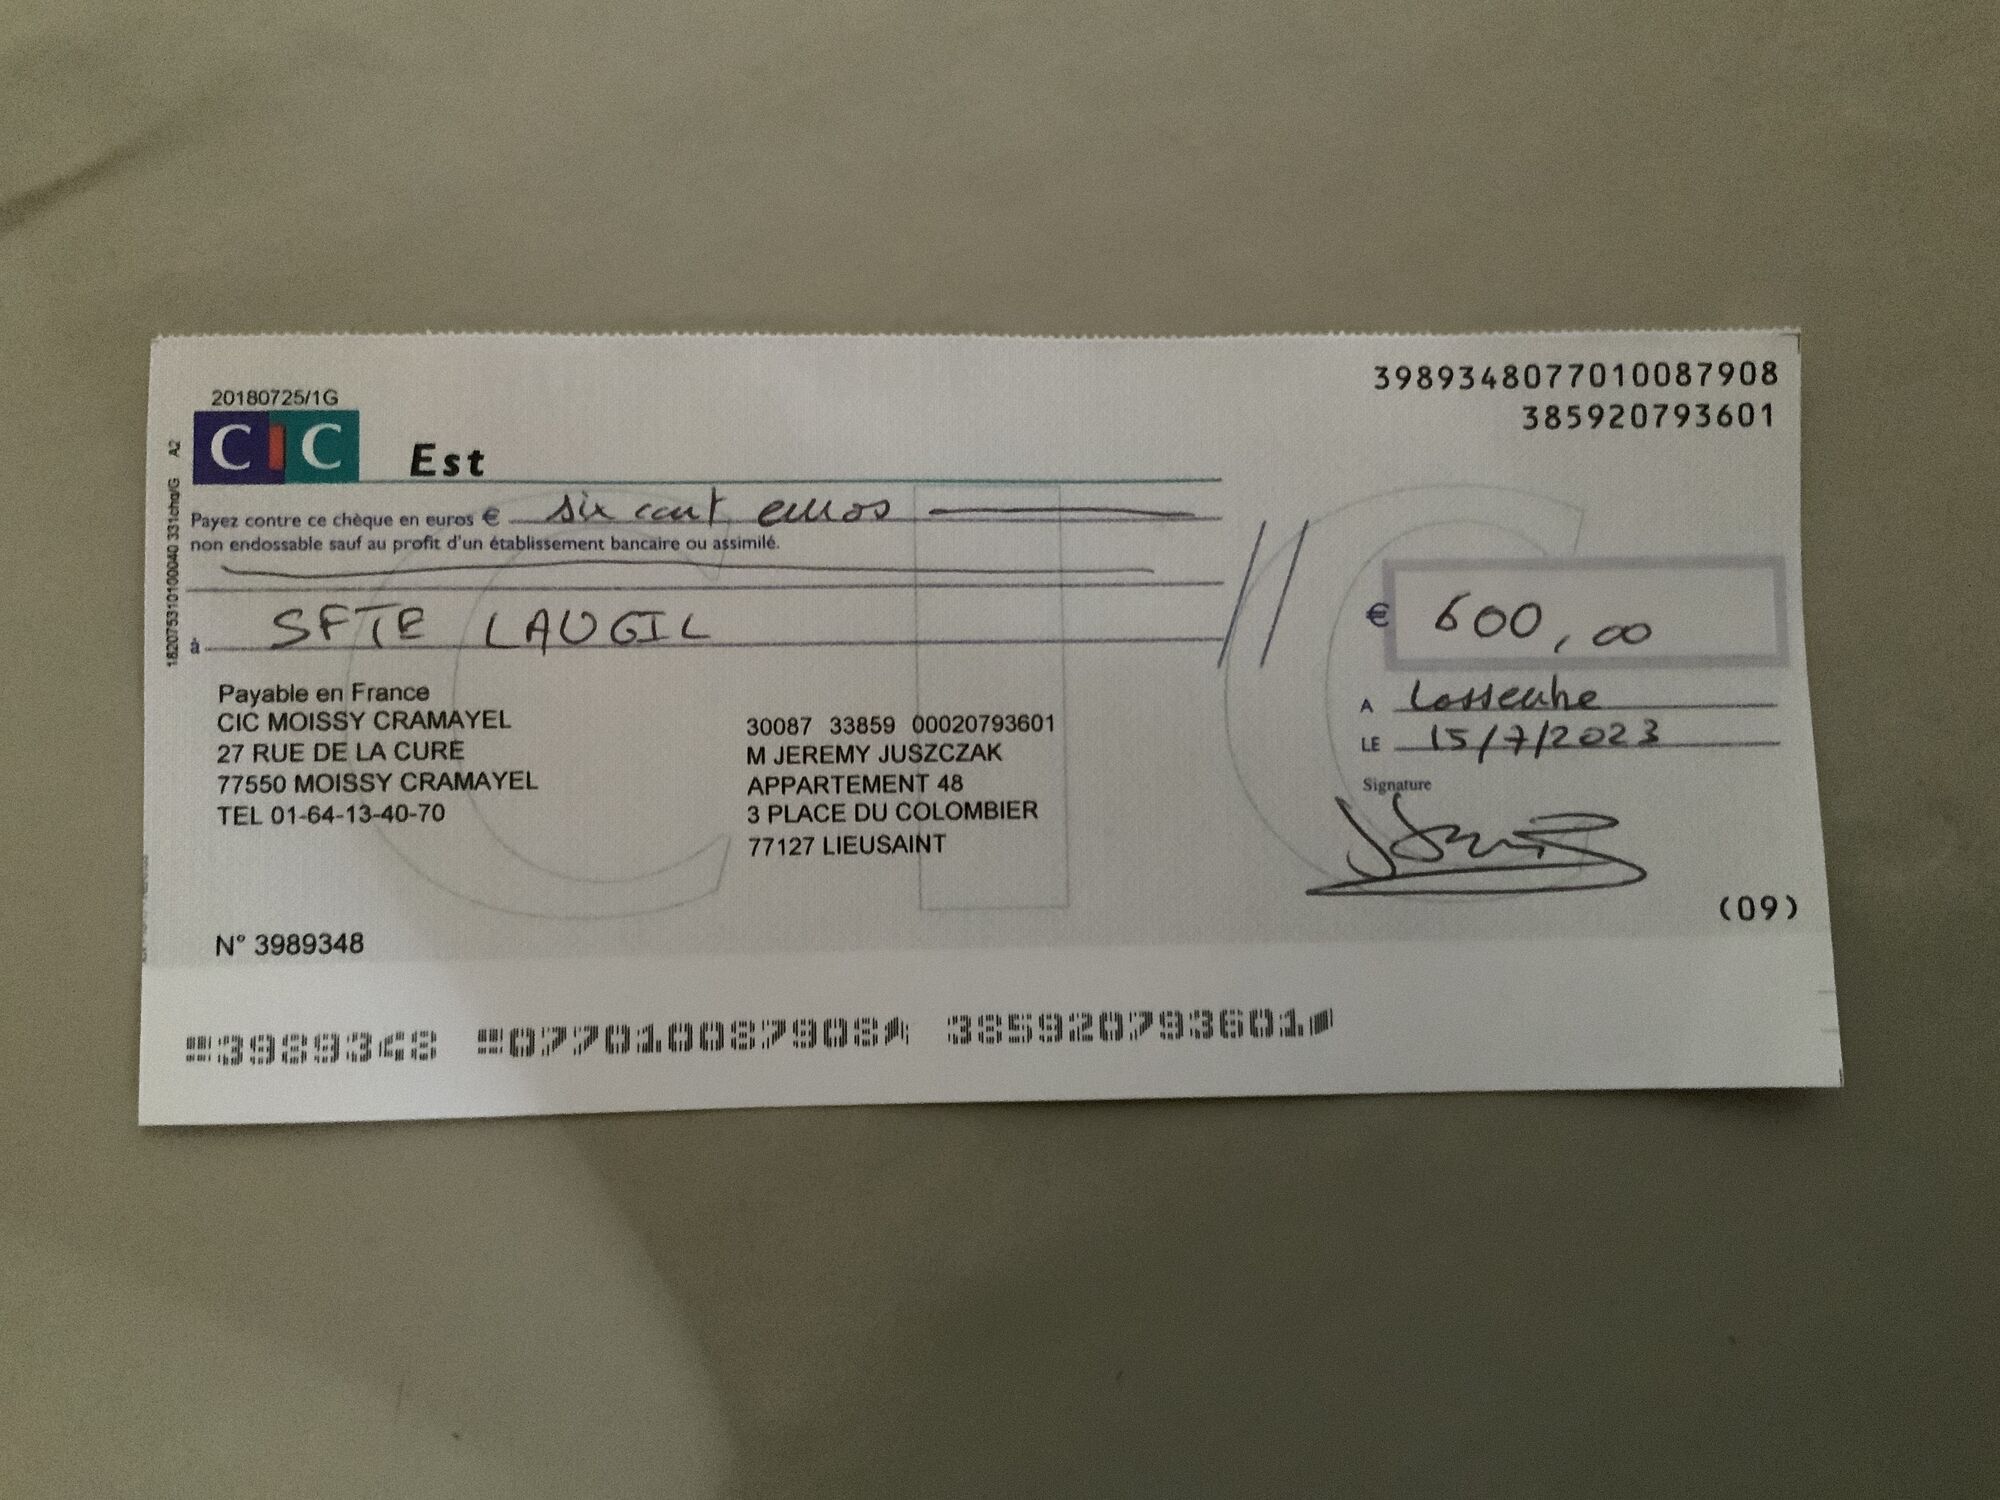 3989348077010087908
385920793601
20180725/1G
CIC Est
A2
Payez contre ce chèque en euros € six cent euros
non endossable sauf au profit d'un établissement bancaire ou assimilé.
à SFTE LAUGIL
€ 600,00
A
LE 15/7/2023
Signature
Payable en France
CIC MOISSY CRAMAYEL
27 RUE DE LA CURE
77550 MOISSY CRAMAYEL
TEL 01-64-13-40-70
30087 33859 00020793601
M JEREMY JUSZCZAK
APPARTEMENT 48
3 PLACE DU COLOMBIER
77127 LIEUSAINT
(09)
N° 3989348
3989348 077010087908 385920793601